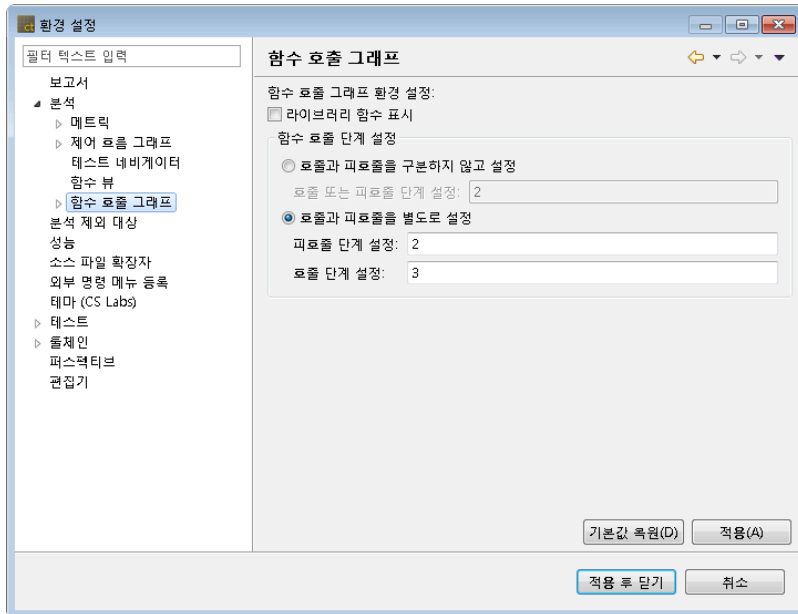 ct 환경 설정
필터 텍스트 입력
보고서
분석
메트릭
제어 흐름 그래프
테스트 네비게이터
함수 뷰
함수 호출 그래프
분석 제외 대상
성능
소스 파일 확장자
외부 명령 메뉴 등록
테마 (CS Labs)
테스트
툴체인
퍼스펙티브
편집기
함수 호출 그래프
함수 호출 그래프 환경 설정:
라이브러리 함수 표시
함수 호출 단계 설정
호출과 피호출을 구분하지 않고 설정
호출 또는 피호출 단계 설정: 2
호출과 피호출을 별도로 설정
피호출 단계 설정: 2
호출 단계 설정: 3
기본값 복원(D) 적용(A)
적용 후 닫기 취소